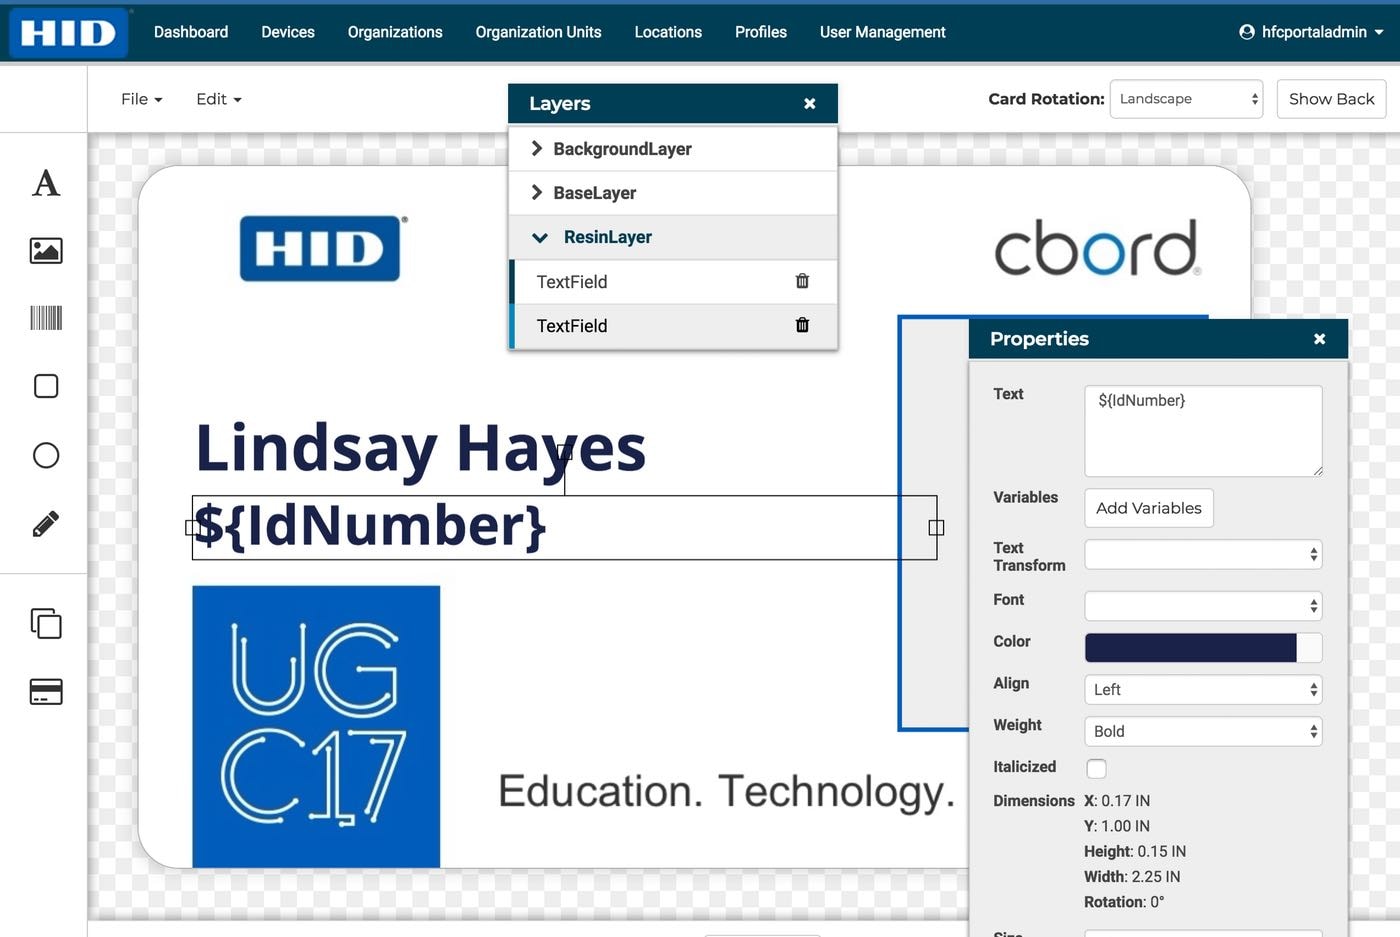 HID Dashboard Devices Organizations Organization Units Locations Profiles User Management hfcportaladmin
File Edit
Card Rotation: Landscape Show Back
Layers
BackgroundLayer
BaseLayer
ResinLayer
TextField
TextField
HID®
cbord®
Lindsay Hayes
${IdNumber}
UG
C17
Education. Technology.
Properties
Text ${IdNumber}
Variables Add Variables
Text
Transform
Font
Color
Align Left
Weight Bold
Italicized
Dimensions X: 0.17 IN
Y: 1.00 IN
Height: 0.15 IN
Width: 2.25 IN
Rotation: 0°